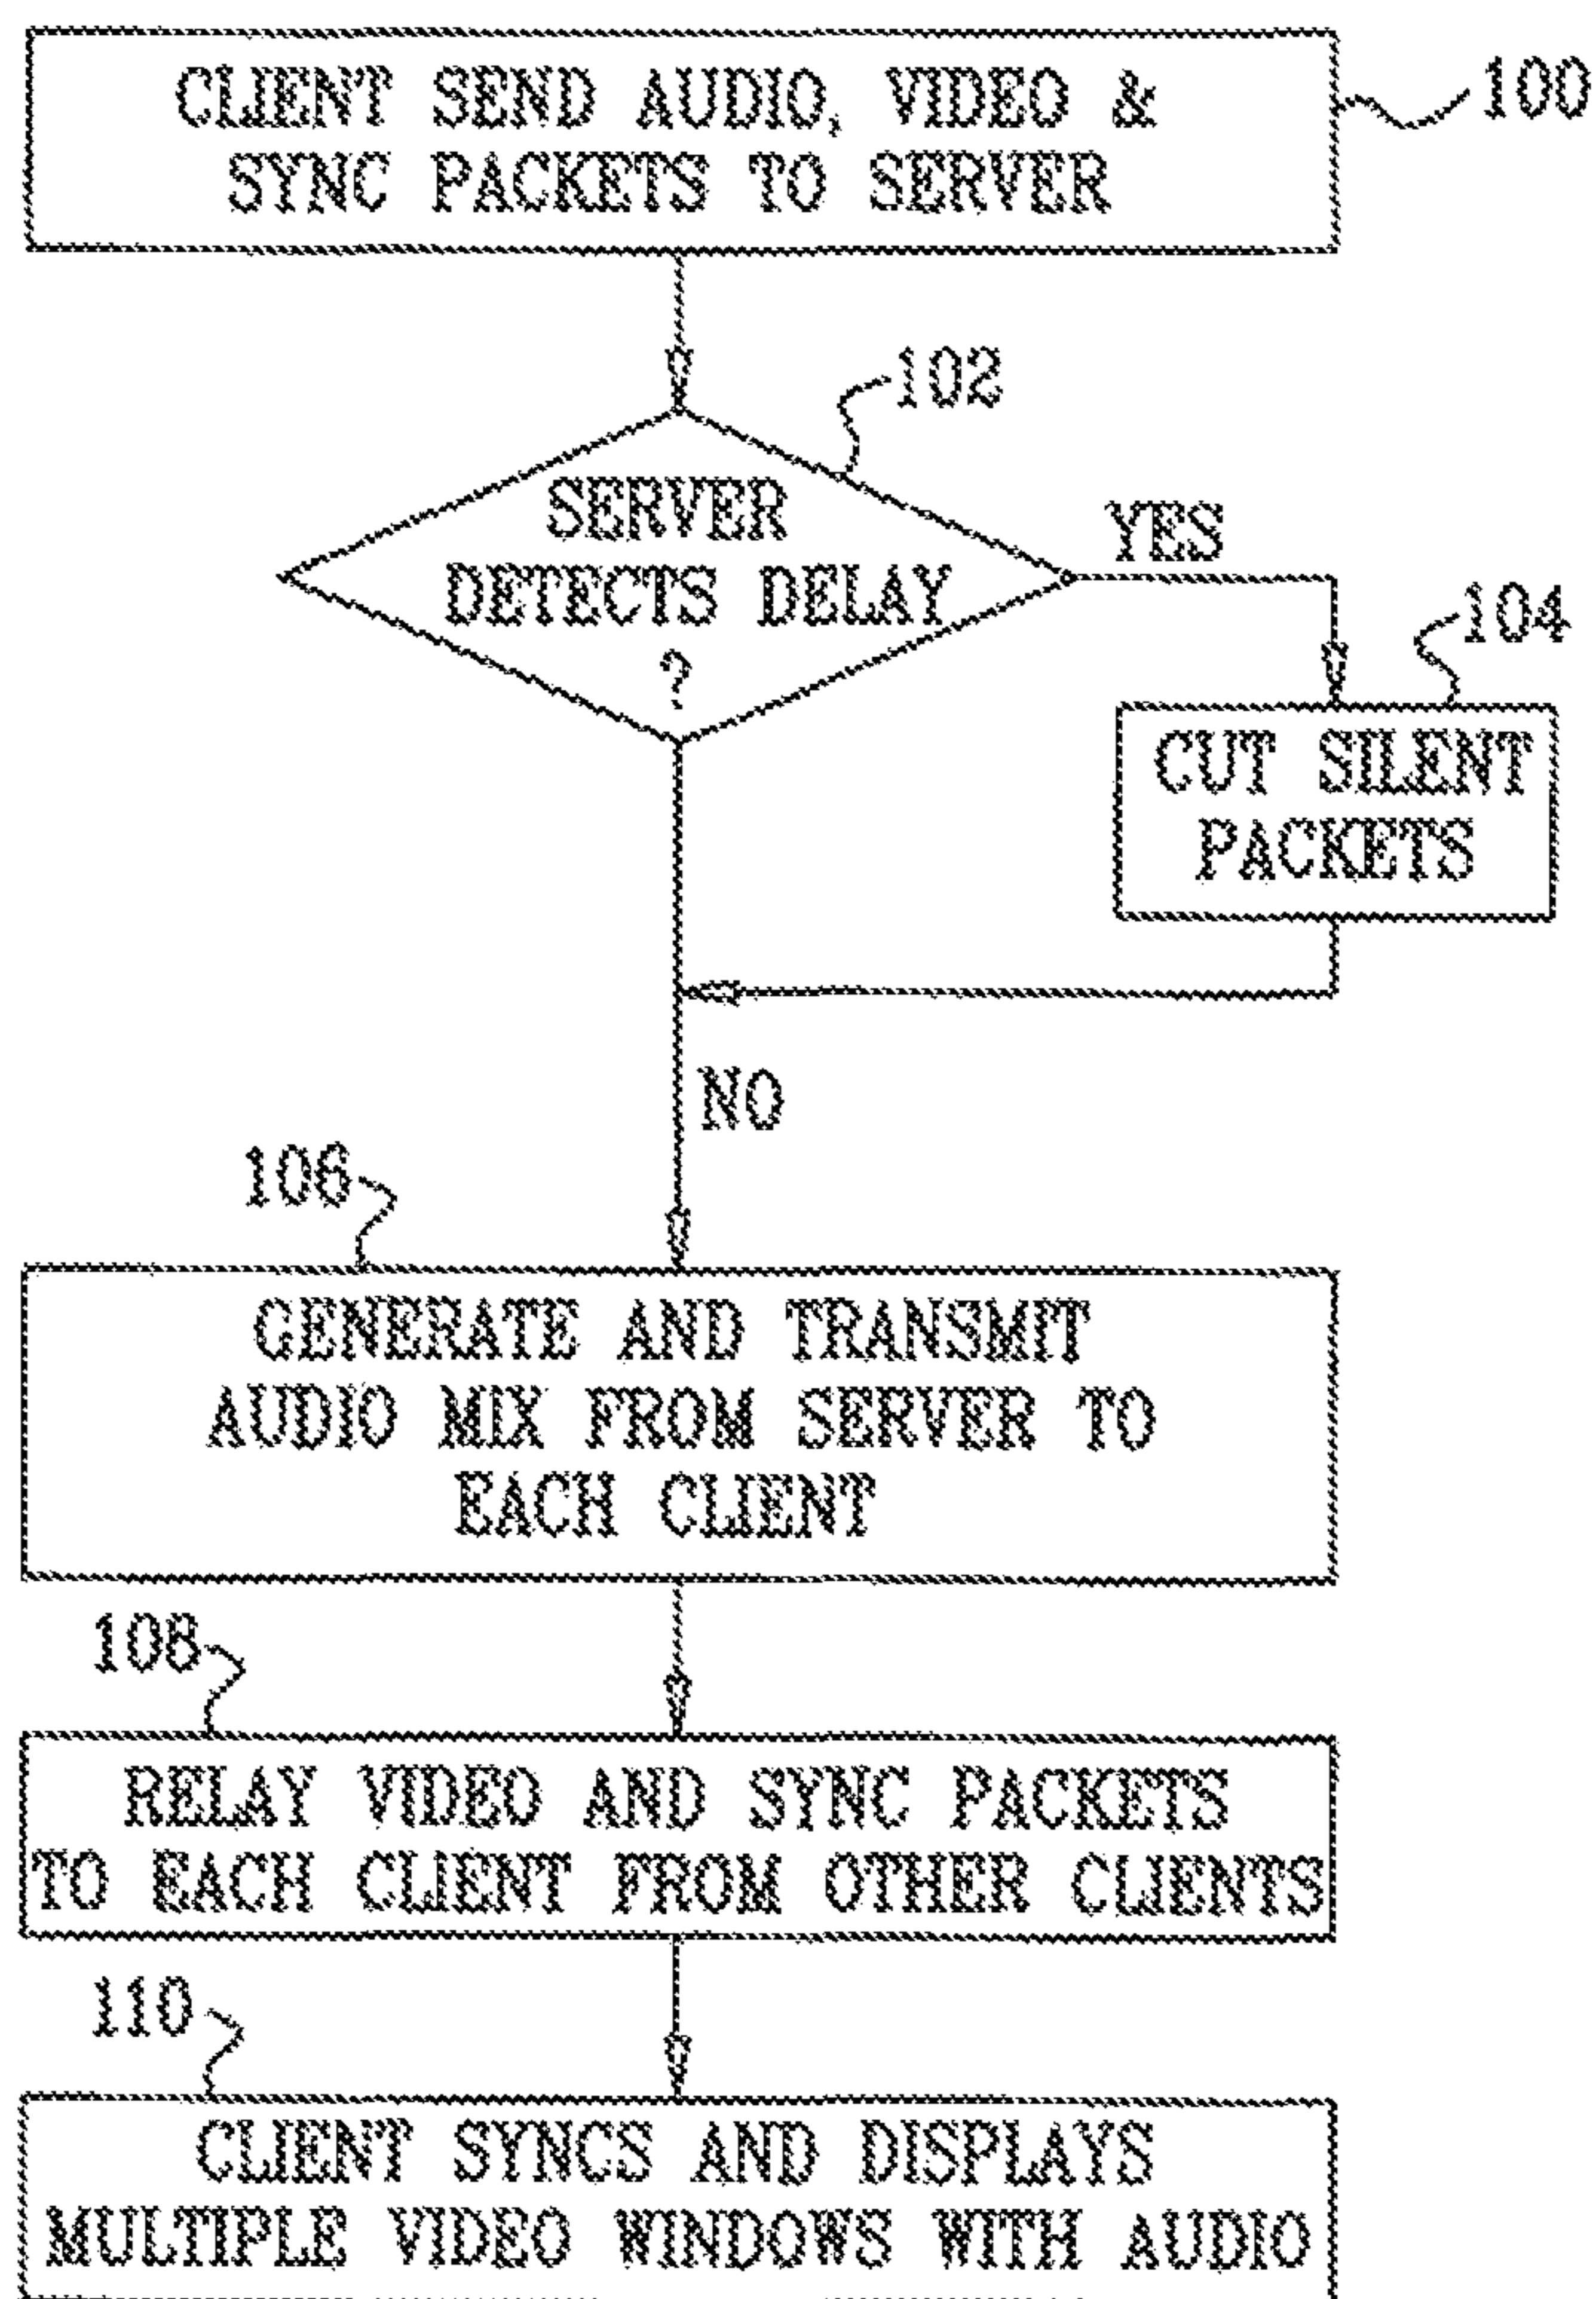 CLIENT SEND AUDIO, VIDEO &
SYNC PACKETS TO SERVER
100
102
SERVER
DETECTS DELAY
?
YES
104
CUT SILENT
PACKETS
NO
106
GENERATE AND TRANSMIT
AUDIO MIX FROM SERVER TO
EACH CLIENT
108
RELAY VIDEO AND SYNC PACKETS
TO EACH CLIENT FROM OTHER CLIENTS
110
CLIENT SYNCS AND DISPLAYS
MULTIPLE VIDEO WINDOWS WITH AUDIO